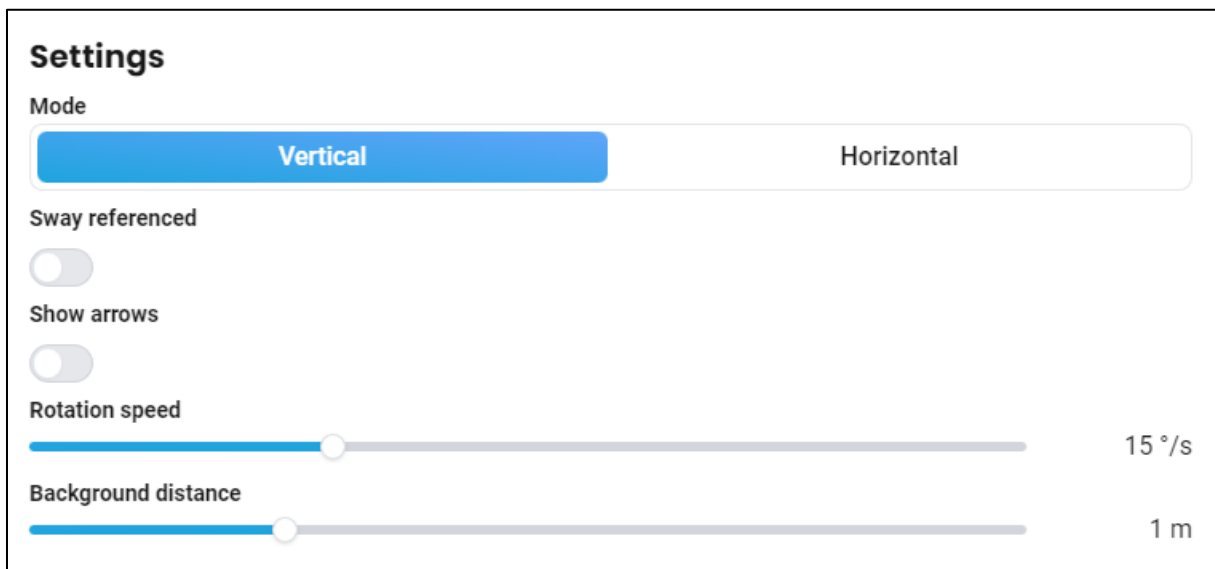 Settings
Mode
Vertical Horizontal
Sway referenced
Show arrows
Rotation speed
15 °/s
Background distance
1 m